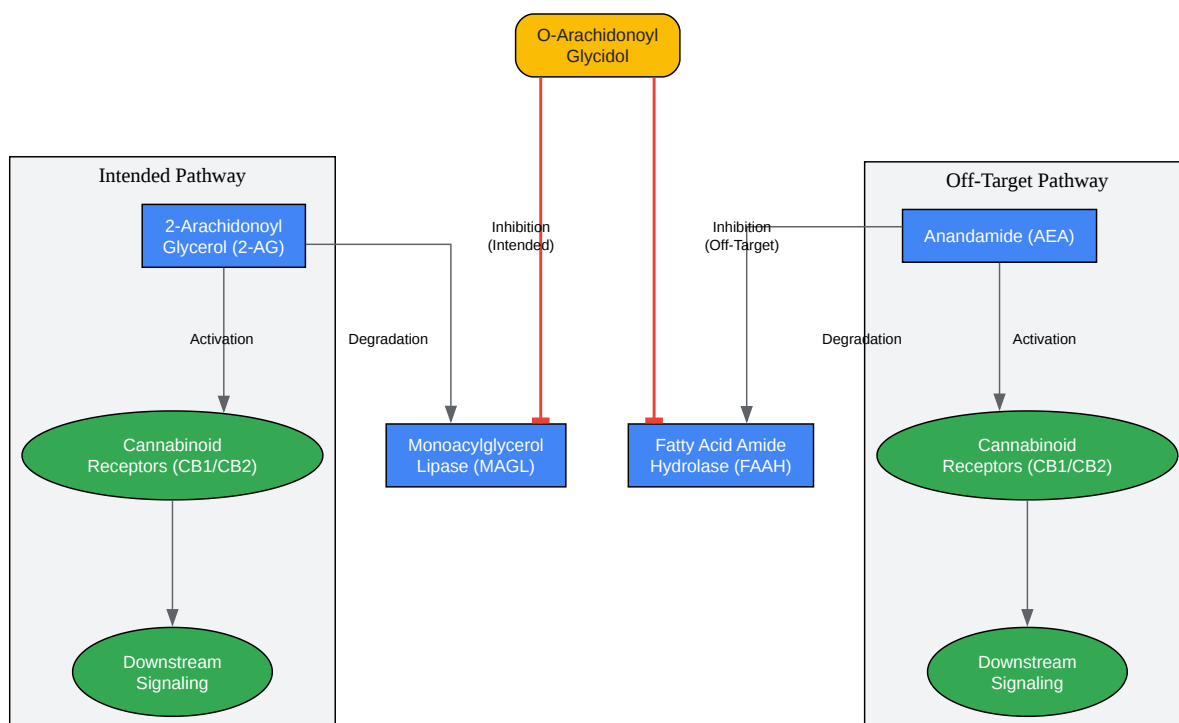 O-Arachidonoyl
Glycidol
Intended Pathway
Off-Target Pathway
2-Arachidonoyl
Glycerol (2-AG)
Inhibition
(Intended)
Inhibition
(Off-Target)
Anandamide (AEA)
Activation
Degradation
Degradation
Activation
Cannabinoid
Receptors (CB1/CB2)
Monoacylglycerol
Lipase (MAGL)
Fatty Acid Amide
Hydrolase (FAAH)
Cannabinoid
Receptors (CB1/CB2)
Downstream
Signaling
Downstream
Signaling